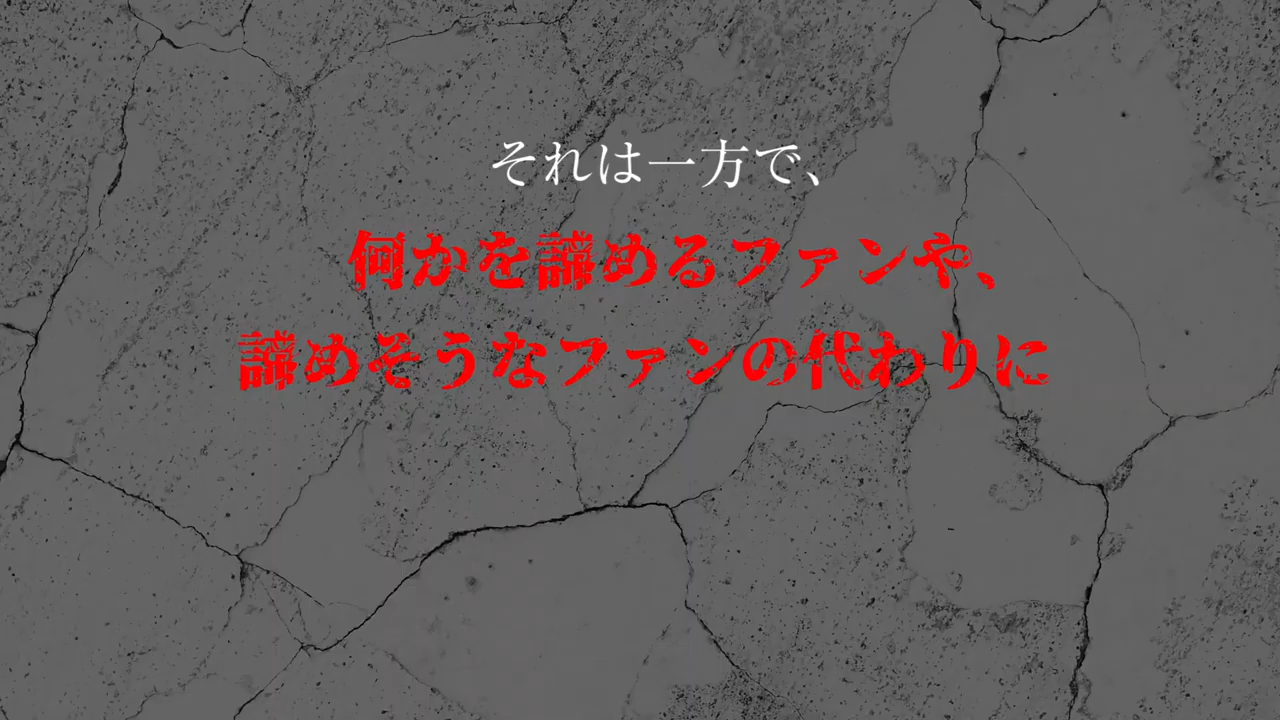 それは一方で、
何かを諦めるファンや、
諦めそうなファンの代わりに